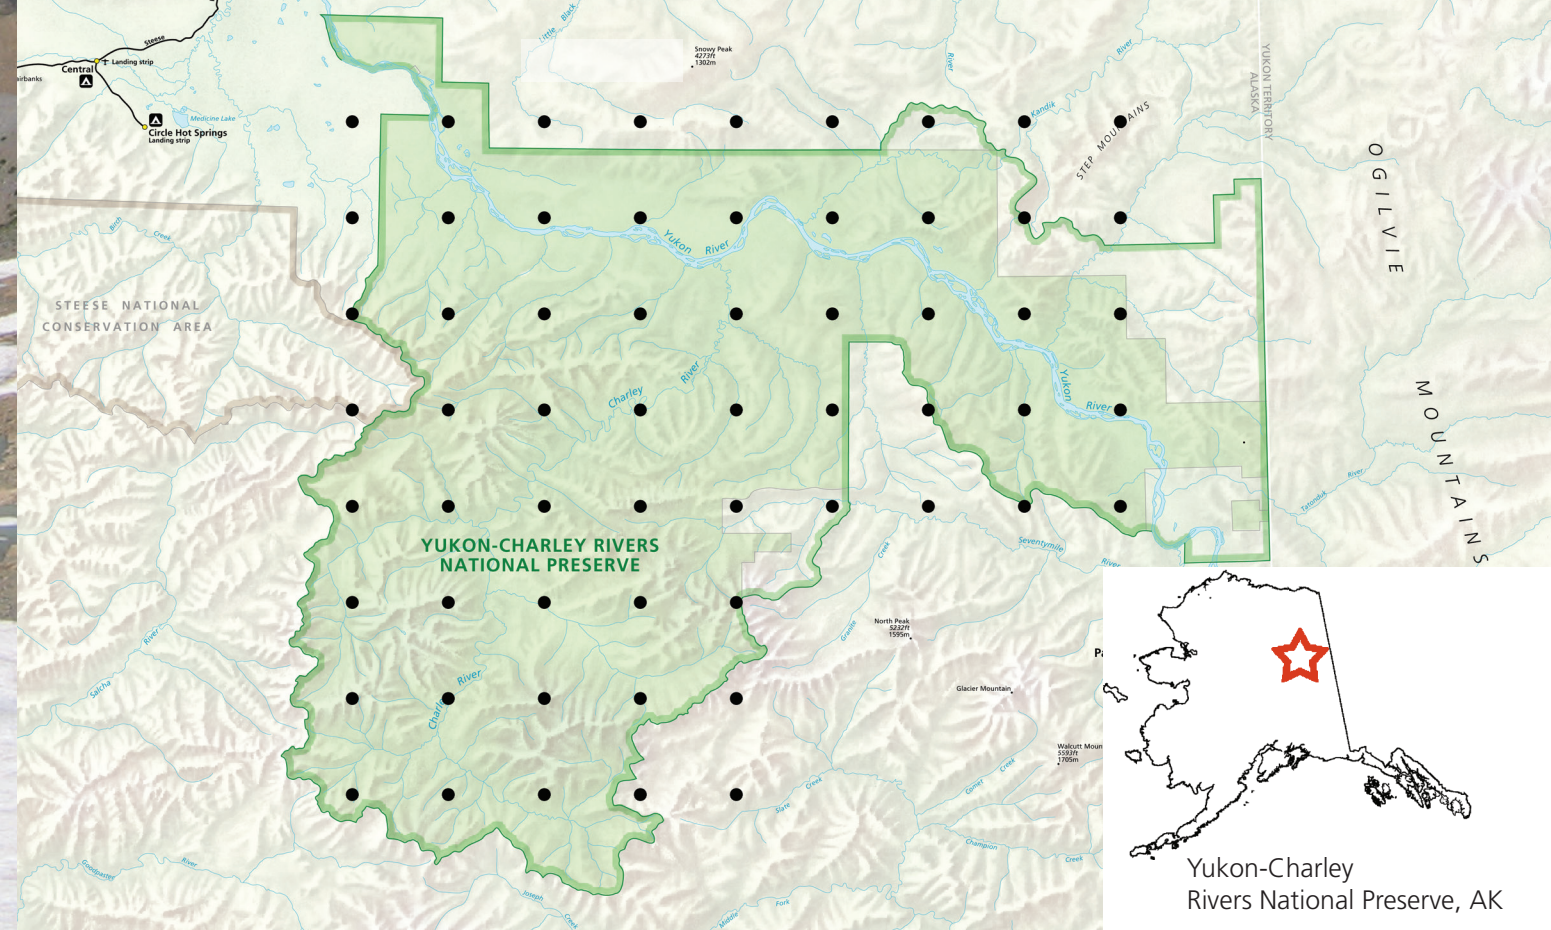 Steese
Landing strip
Central
airbanks
Medicine Lake
Circle Hot Springs
Landing strip
Little Black
River
Snowy Peak
4273ft
1302m
Kandik
River
STEP MOUNTAINS
YUKON TERRITORY
ALASKA
OGILVIE
MOUNTAINS
Birch
Creek
STEESE NATIONAL
CONSERVATION AREA
Yukon River
Charley River
Yukon River
Tatonduk River
YUKON-CHARLEY RIVERS
NATIONAL PRESERVE
Seventymile River
Creek
Granite
North Peak
5232ft
1595m
Salcha River
Charley River
Glacier Mountain
Pa
Walcutt Moun
5593ft
1705m
Slate Creek
Comet Creek
Champion Creek
Goodpaster River
Joseph Creek
Middle Fork
Yukon-Charley
Rivers National Preserve, AK